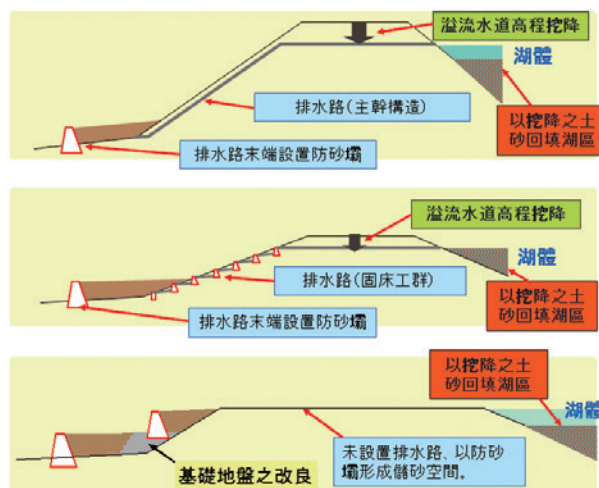 溢流水道高程挖降
湖體
排水路(主幹構造)
以挖降之土
砂回填湖區
排水路末端設置防砂壩
溢流水道高程挖降
湖體
排水路(固床工群)
以挖降之土
砂回填湖區
排水路末端設置防砂壩
以挖降之土
砂回填湖區
湖體
未設置排水路、以防砂
壩形成儲砂空間。
基礎地盤之改良